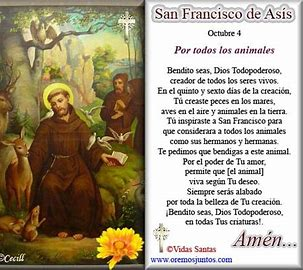 San Francisco de Asís
Octubre 4
Por todos los animales
Bendito seas, Dios Todopoderoso,
creador de todos los seres vivos.
En el quinto y sexto días de la creación,
Tú creaste peces en los mares,
aves en el aire y animales en la tierra.
Tú inspiraste a San Francisco para
que considerara a todos los animales
como sus hermanos y hermanas.
Te pedimos que bendigas a este animal.
Por el poder de Tu amor,
permite que [el animal]
viva según Tu deseo.
Siempre serás alabado
por toda la belleza de Tu creación.
¡Bendito seas, Dios Todopoderoso,
en todas Tus criaturas!.
Amén...
©Vidas Santas
www.oremosjuntos.com
©Cecill